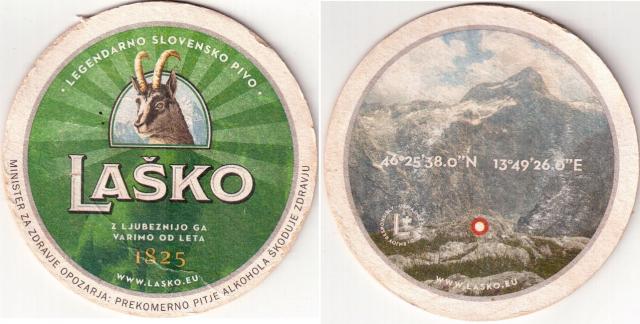 • LEGENDARNO SLOVENSKO PIVO •
LAŠKO
Z LJUBEZNIJO GA
VARIMO OD LETA
1825
WWW.LASKO.EU
MINISTER ZA ZDRAVJE OPOZARJA: PREKOMERNO PITJE ALKOHOLA ŠKODUJE ZDRAVJU
46°25'38.0"N 13°49'26.0"E
WWW.LASKO.EU